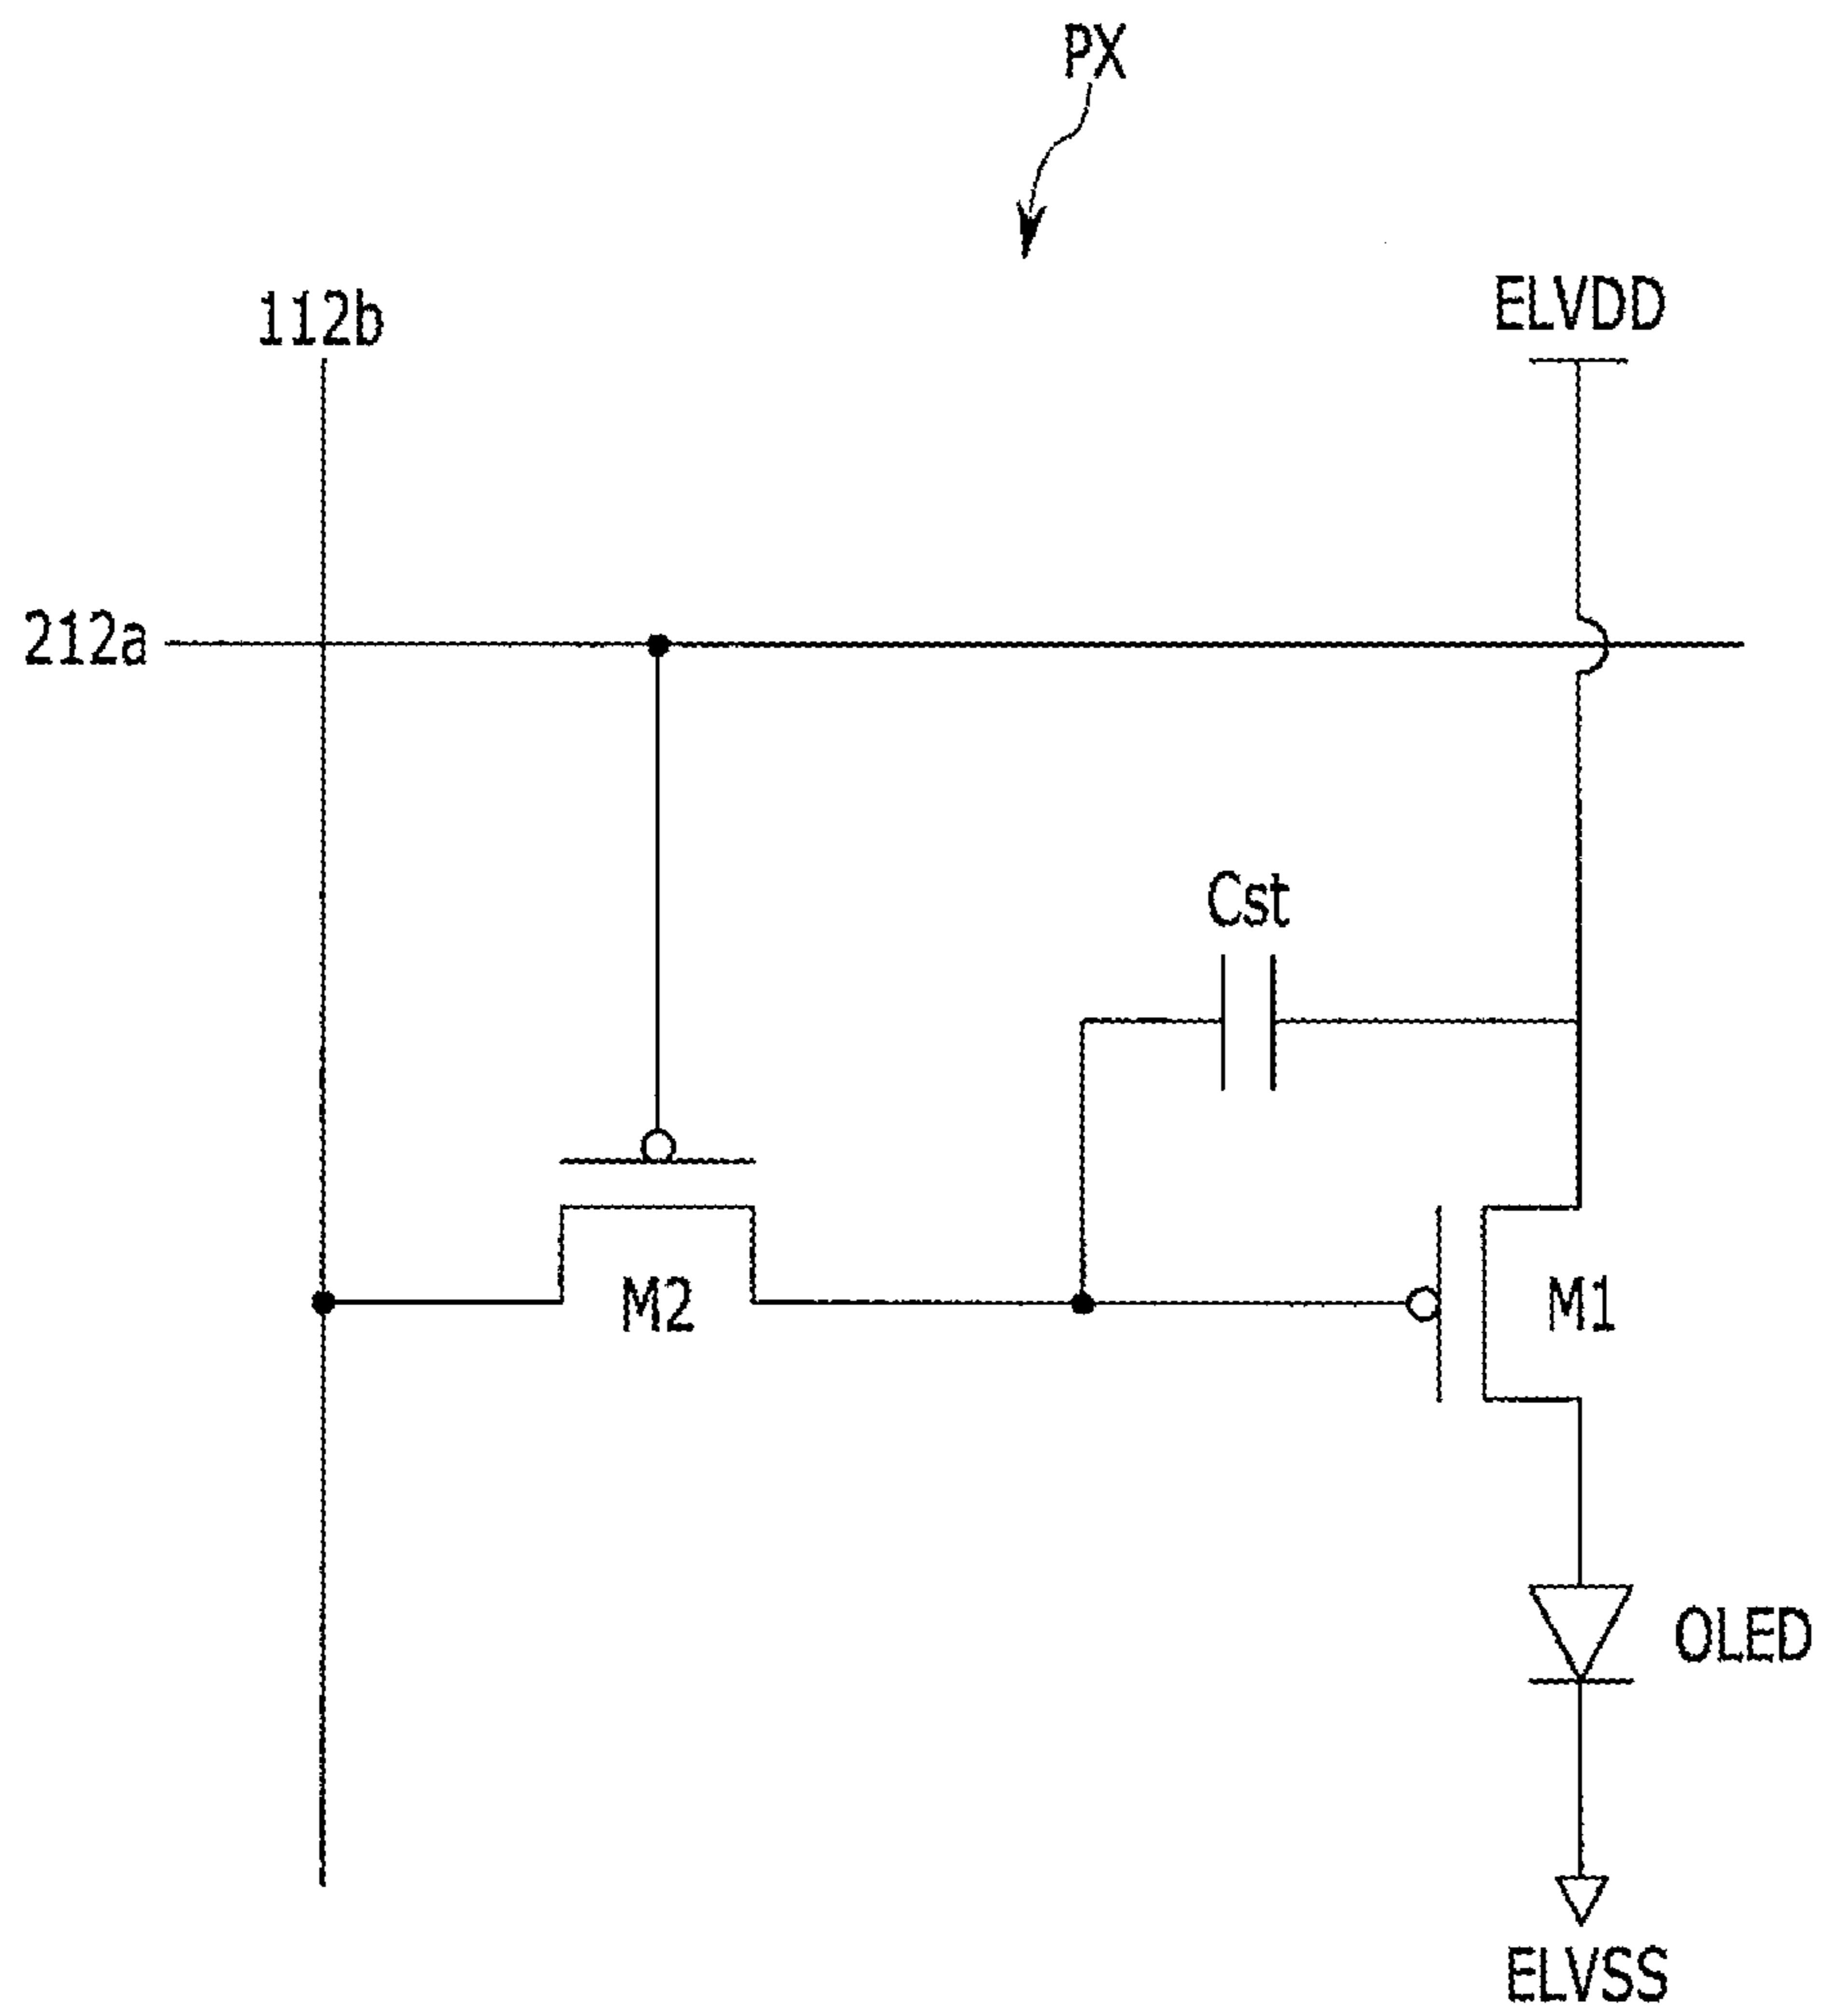 PX
112b
ELVDD
212a
Cst
M2
M1
OLED
ELVSS